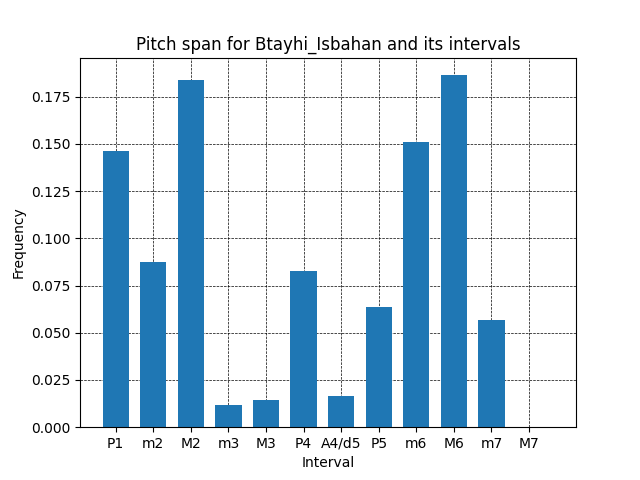 Pitch span for Btayhi_Isbahan and its intervals
Frequency
0.175
0.150
0.125
0.100
0.075
0.050
0.025
0.000
P1 m2 M2 m3 M3 P4 A4/d5 P5 m6 M6 m7 M7
Interval